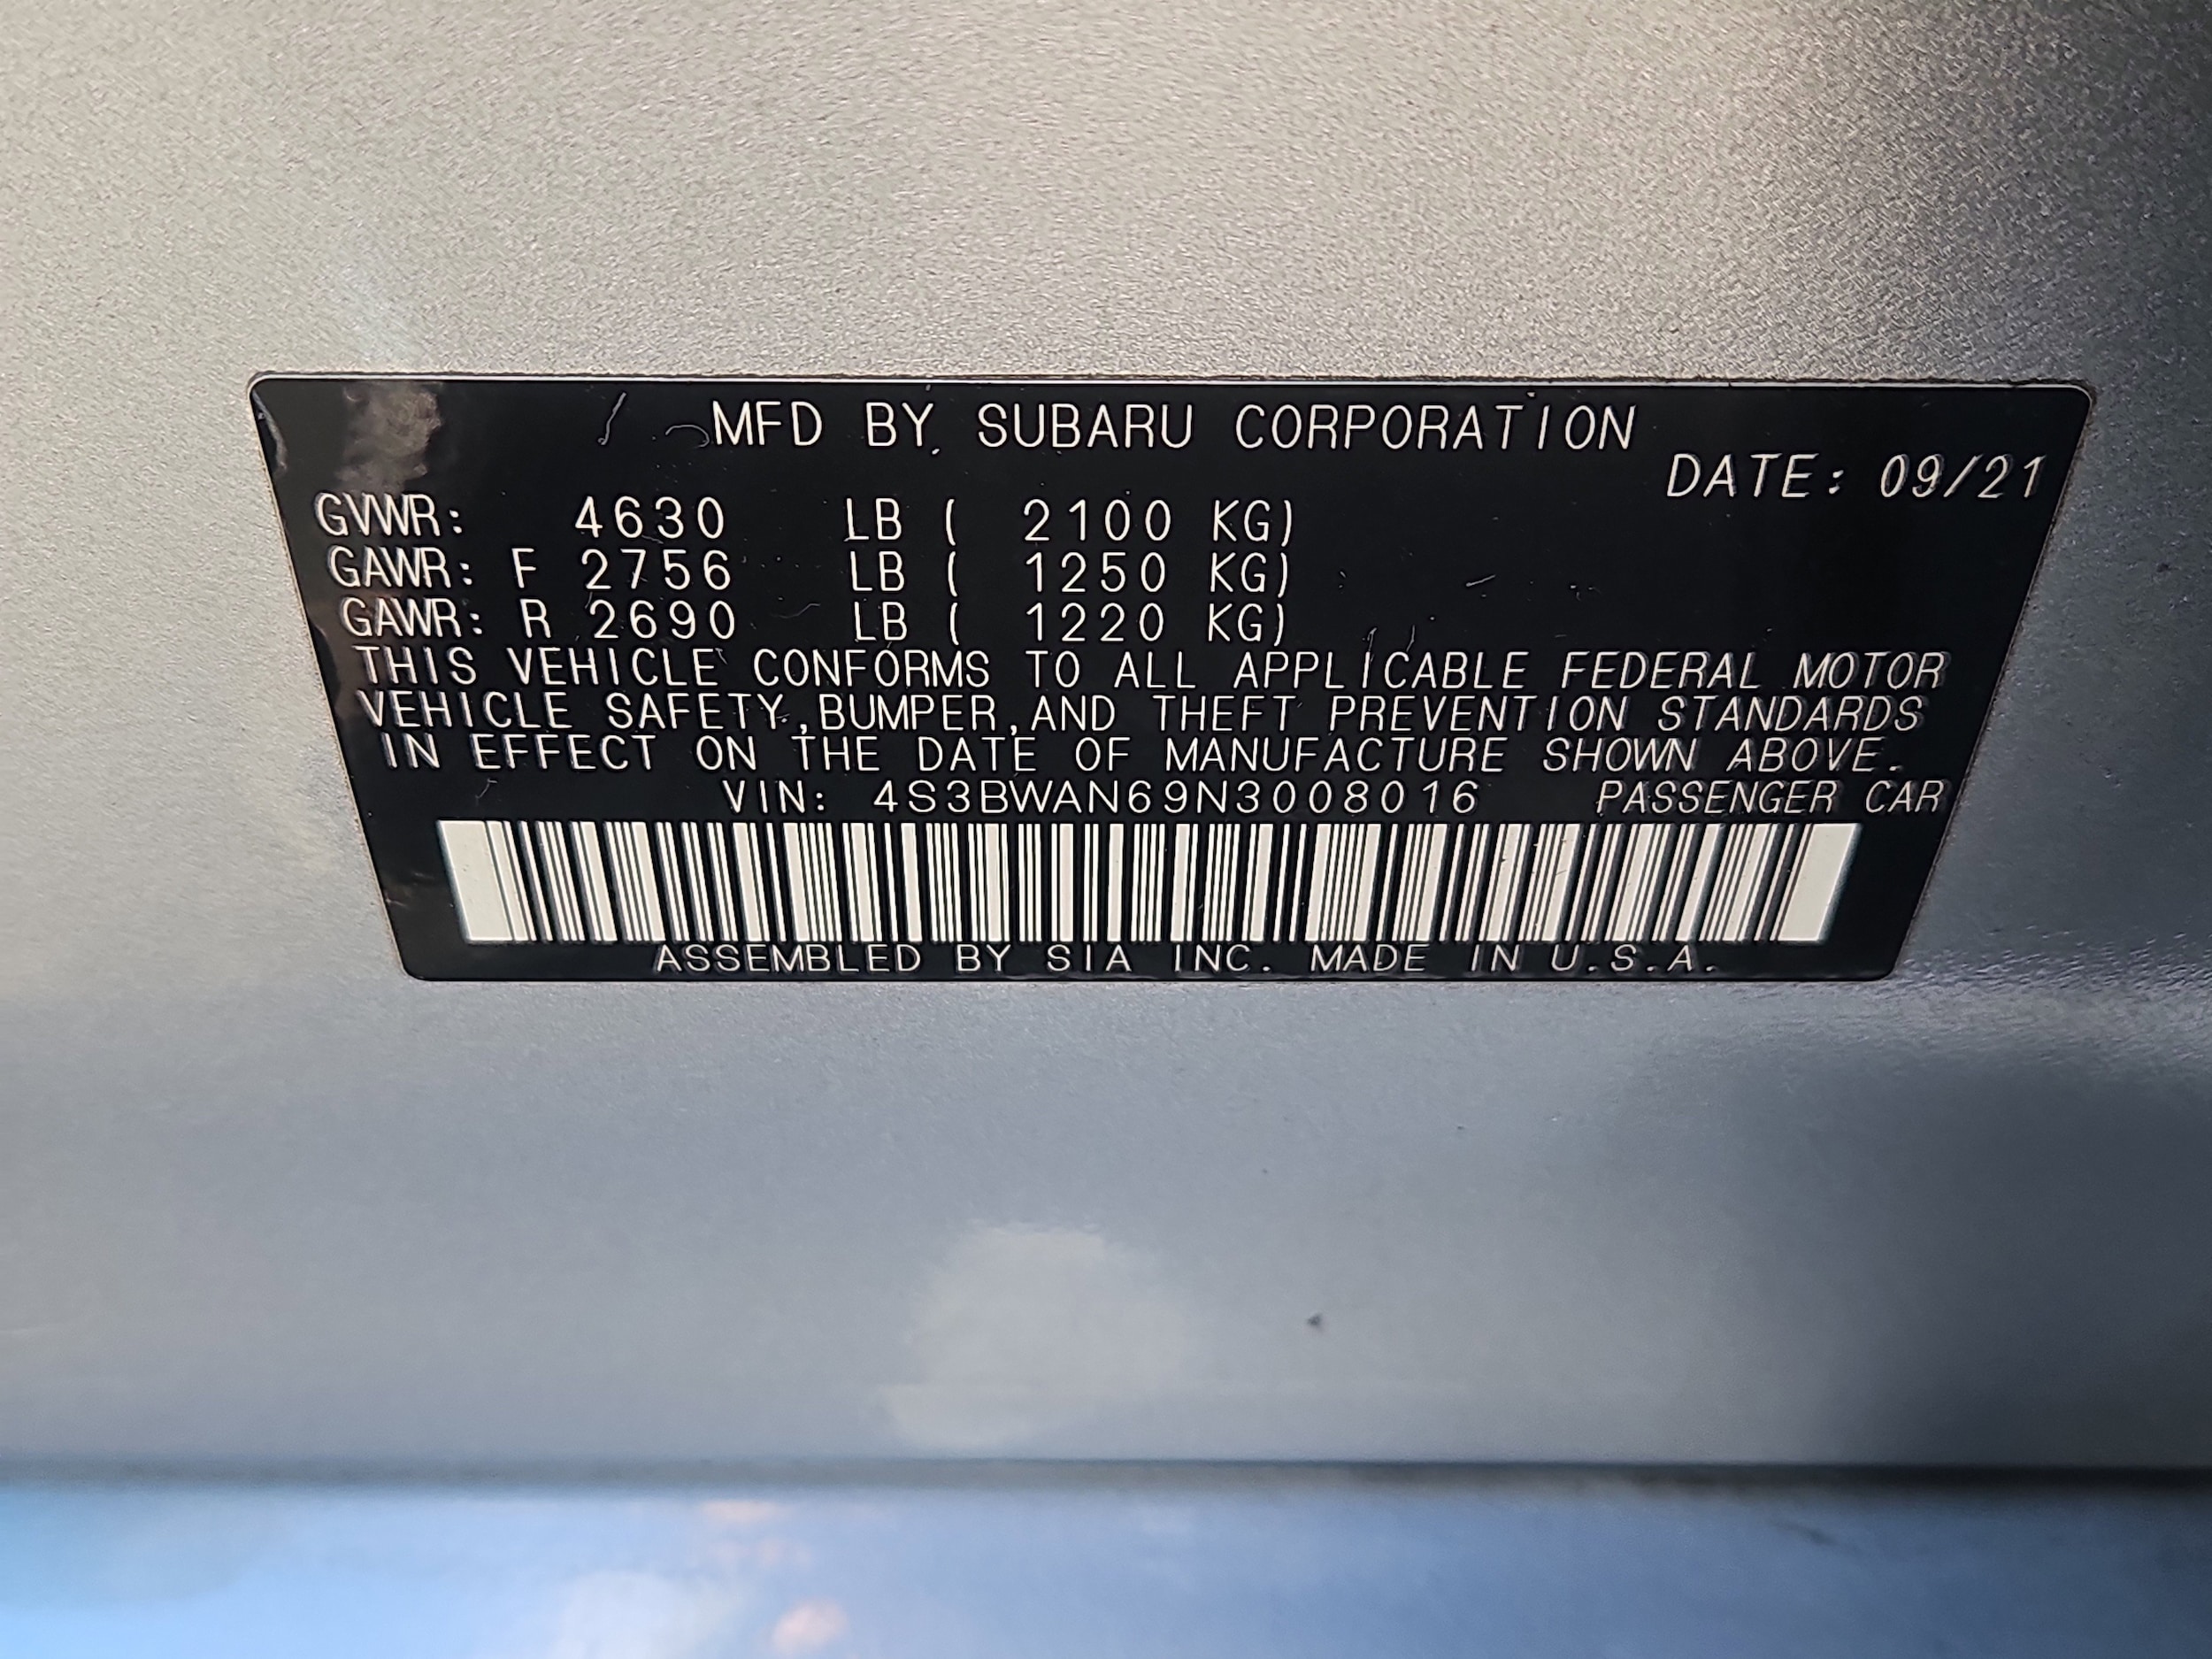 MFD BY SUBARU CORPORATION
DATE: 09/21
GVWR: 4630 LB ( 2100 KG)
GAWR: F 2756 LB ( 1250 KG)
GAWR: R 2690 LB ( 1220 KG)
THIS VEHICLE CONFORMS TO ALL APPLICABLE FEDERAL MOTOR
VEHICLE SAFETY,BUMPER,AND THEFT PREVENTION STANDARDS
IN EFFECT ON THE DATE OF MANUFACTURE SHOWN ABOVE.
VIN: 4S3BWAN69N3008016 PASSENGER CAR
ASSEMBLED BY SIA INC. MADE IN U.S.A.